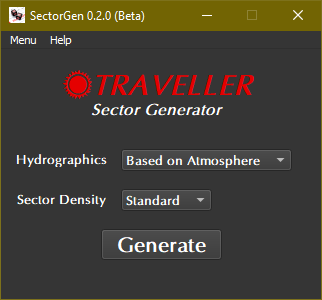 SectorGen 0.2.0 (Beta)
Menu Help
TRAVELLER
Sector Generator
Hydrographics Based on Atmosphere
Sector Density Standard
Generate